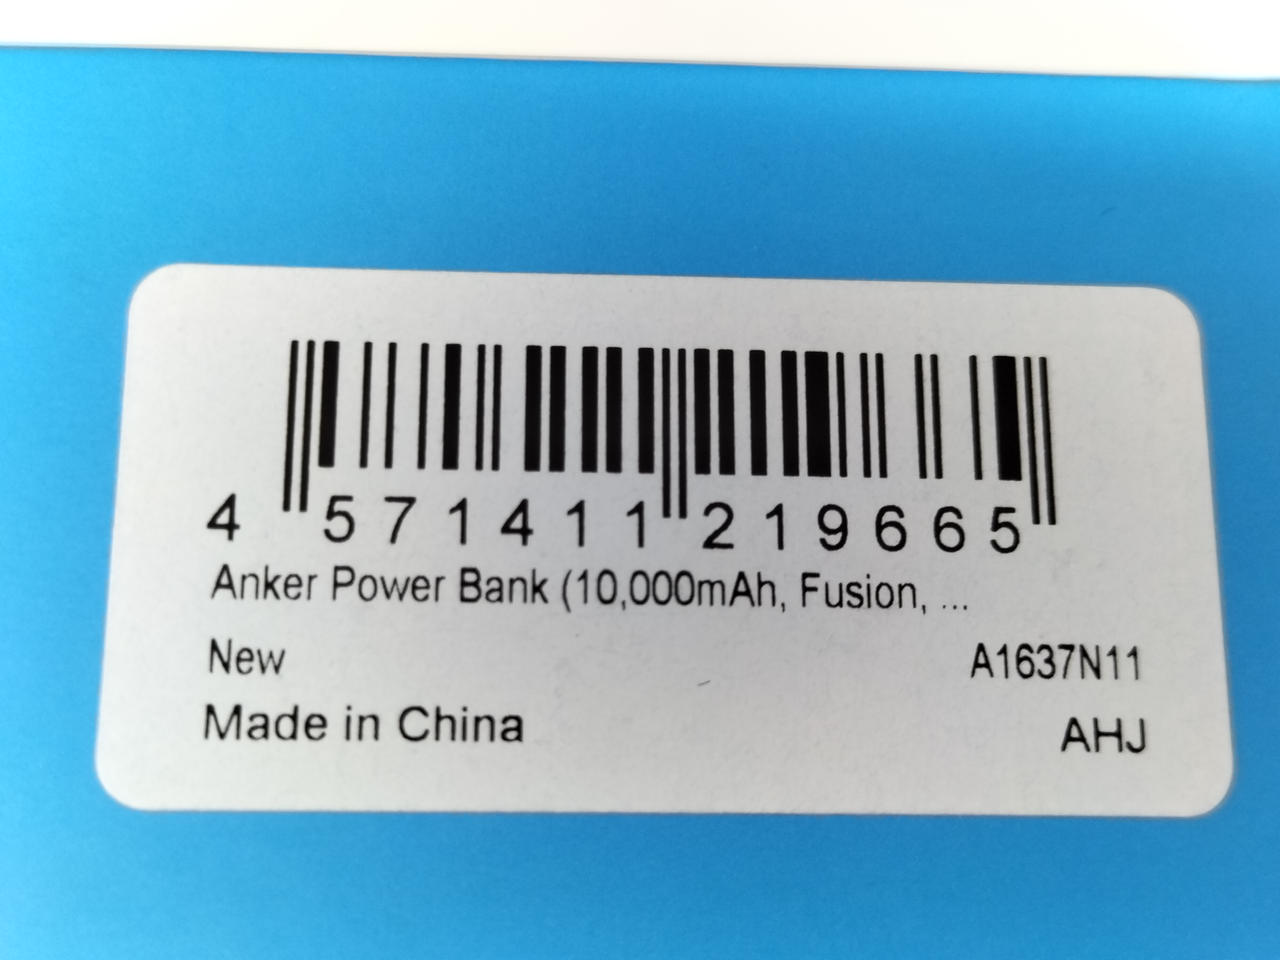 4 571411 219665
Anker Power Bank (10,000mAh, Fusion, ...
New A1637N11
Made in China AHJ